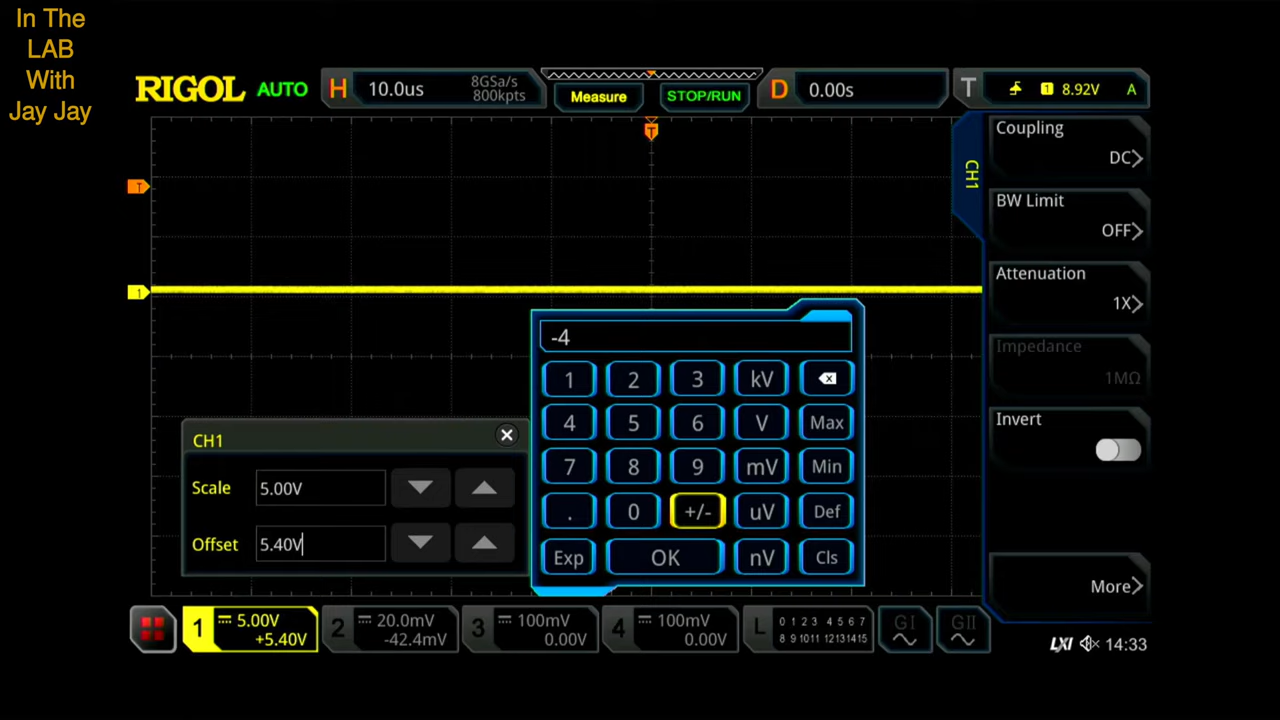 In The
LAB
With
Jay Jay
RIGOL AUTO H 10.0us 8GSa/s 800kpts Measure STOP/RUN D 0.00s T 1 8.92V A
T
T
1
CH1
Coupling
DC
BW Limit
OFF
Attenuation
1X
Impedance
1MΩ
Invert
More
-4
1 2 3 kV
4 5 6 V Max
7 8 9 mV Min
. 0 +/- uV Def
Exp OK nV Cls
CH1
Scale 5.00V
Offset 5.40V
1 5.00V +5.40V
2 20.0mV -42.4mV
3 100mV 0.00V
4 100mV 0.00V
L 0 1 2 3 4 5 6 7
8 9 10 11 12 13 14 15
GI GII
LXI 14:33